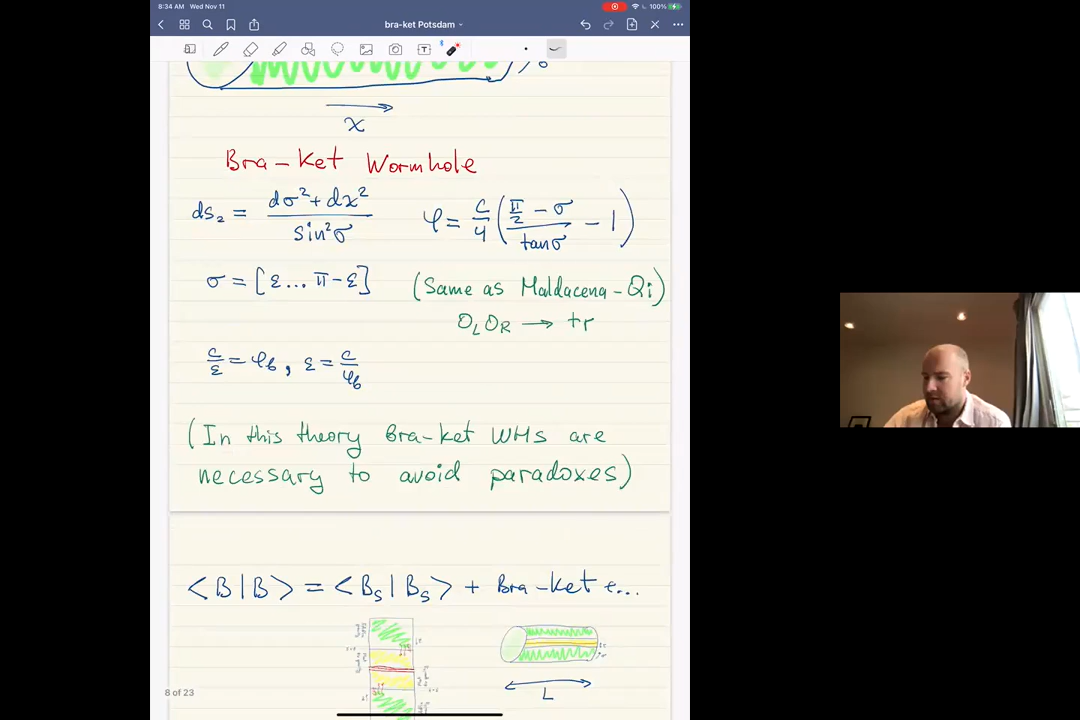 8:34 AM Wed Nov 11
100%
bra-ket Potsdam
x
Bra-Ket Wormhole
ds₂ = (dσ² + dx²) / sin²σ
φ = c/4 ( (π/2 - σ) / tanσ - 1 )
σ = [ε... π-ε]
(Same as Maldacena-Qi)
O_L O_R → tr
c/ε = φ_b, ε = c/φ_b
(In this theory Bra-ket WHs are
necessary to avoid paradoxes)
<B|B> = <B_s|B_s> + Bra-ket +...
L
8 of 23